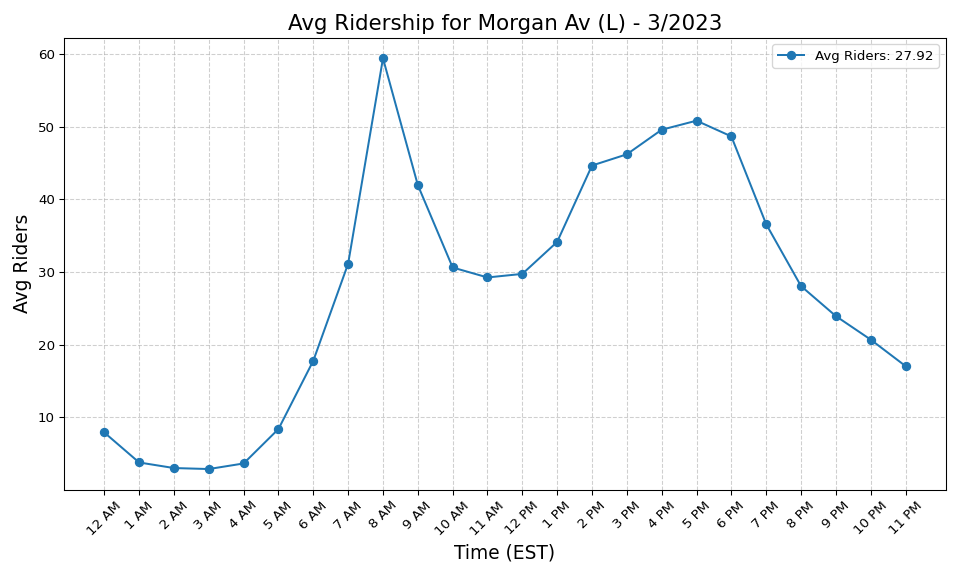 Avg Ridership for Morgan Av (L) - 3/2023
Avg Riders: 27.92
Avg Riders
60
50
40
30
20
10
12 AM
1 AM
2 AM
3 AM
4 AM
5 AM
6 AM
7 AM
8 AM
9 AM
10 AM
11 AM
12 PM
1 PM
2 PM
3 PM
4 PM
5 PM
6 PM
7 PM
8 PM
9 PM
10 PM
11 PM
Time (EST)